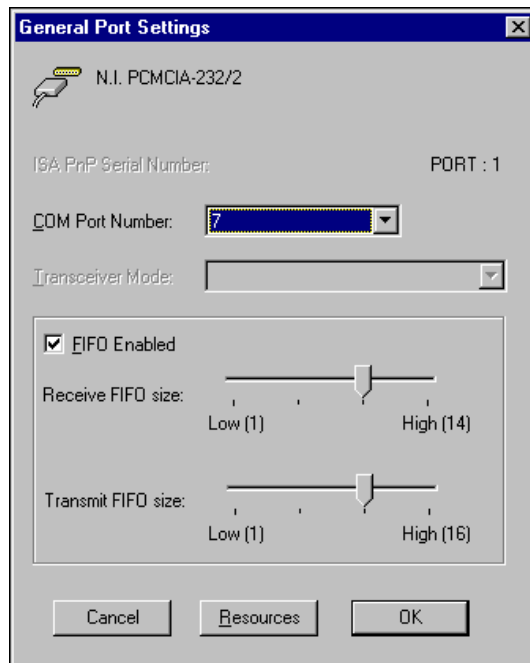 General Port Settings
N.I. PCMCIA-232/2
ISA PnP Serial Number: PORT : 1
COM Port Number: 7
Transceiver Mode:
FIFO Enabled
Receive FIFO size:
Low (1) High (14)
Transmit FIFO size:
Low (1) High (16)
Cancel Resources OK